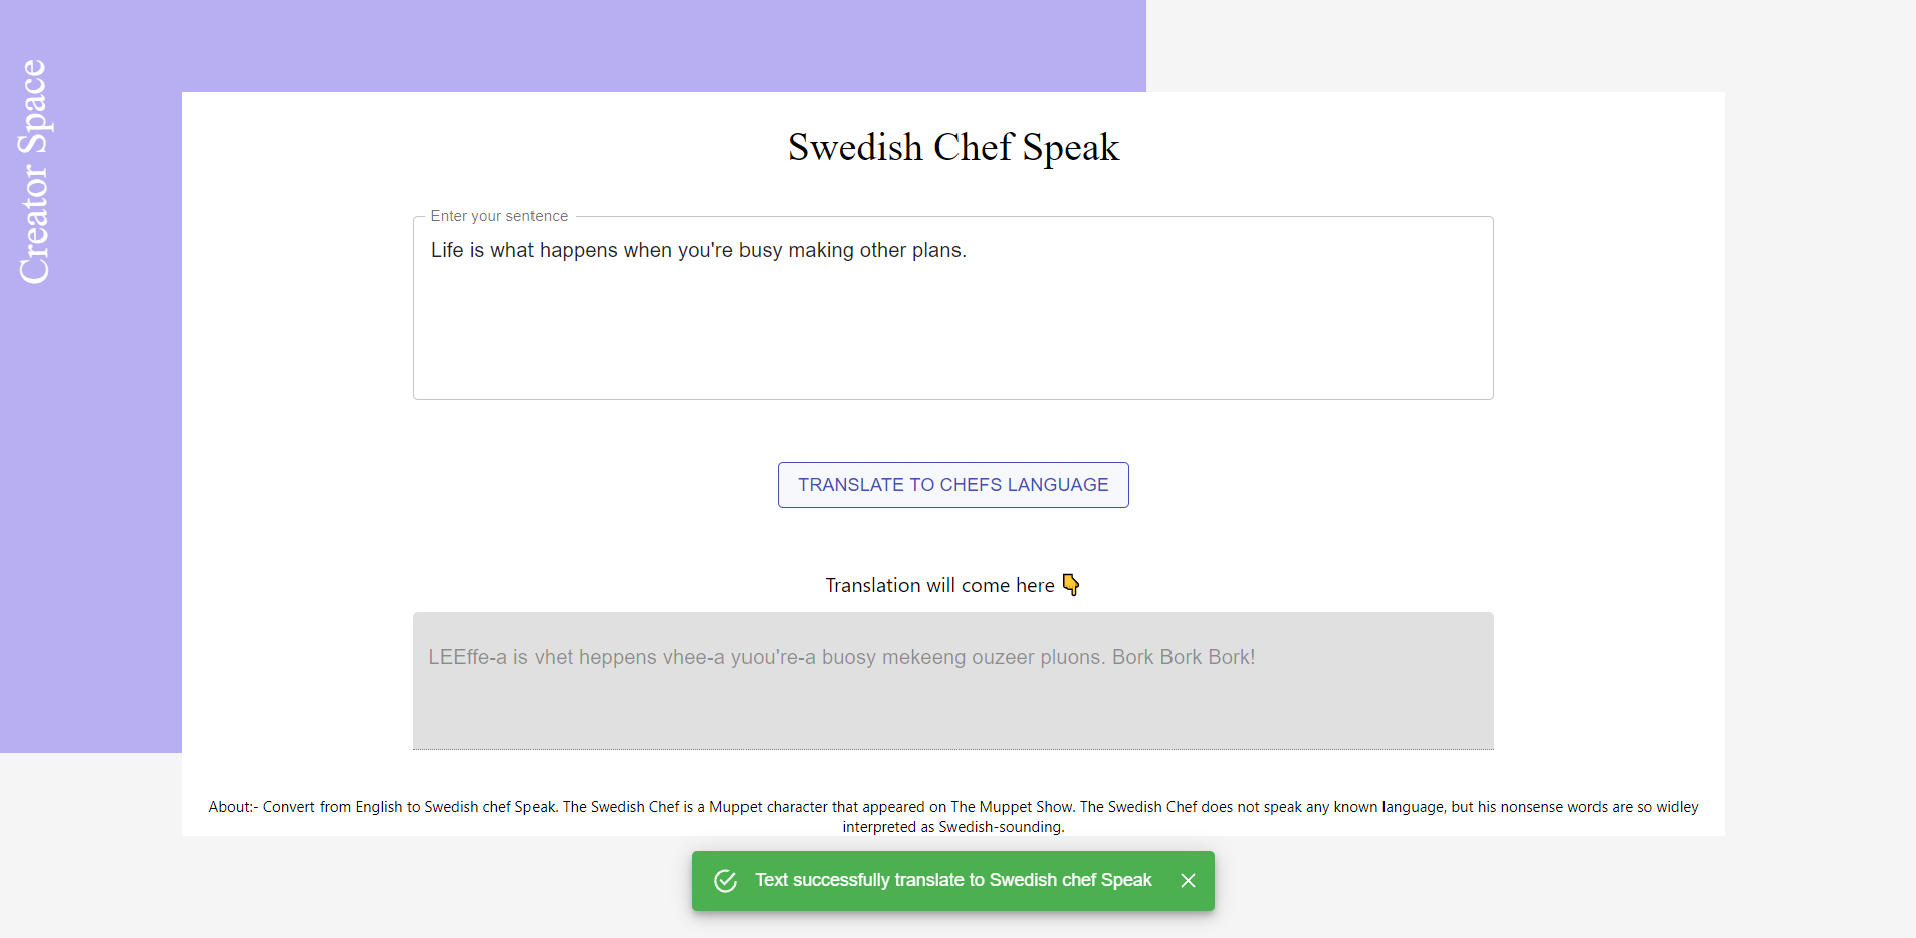 Creator Space
Swedish Chef Speak
Enter your sentence
Life is what happens when you're busy making other plans.
TRANSLATE TO CHEFS LANGUAGE
Translation will come here 👇
LEEffe-a is vhet heppens vhee-a yuou're-a buosy mekeeng ouzeer pluons. Bork Bork Bork!
About:- Convert from English to Swedish chef Speak. The Swedish Chef is a Muppet character that appeared on The Muppet Show. The Swedish Chef does not speak any known language, but his nonsense words are so widley
interpreted as Swedish-sounding.
Text successfully translate to Swedish chef Speak